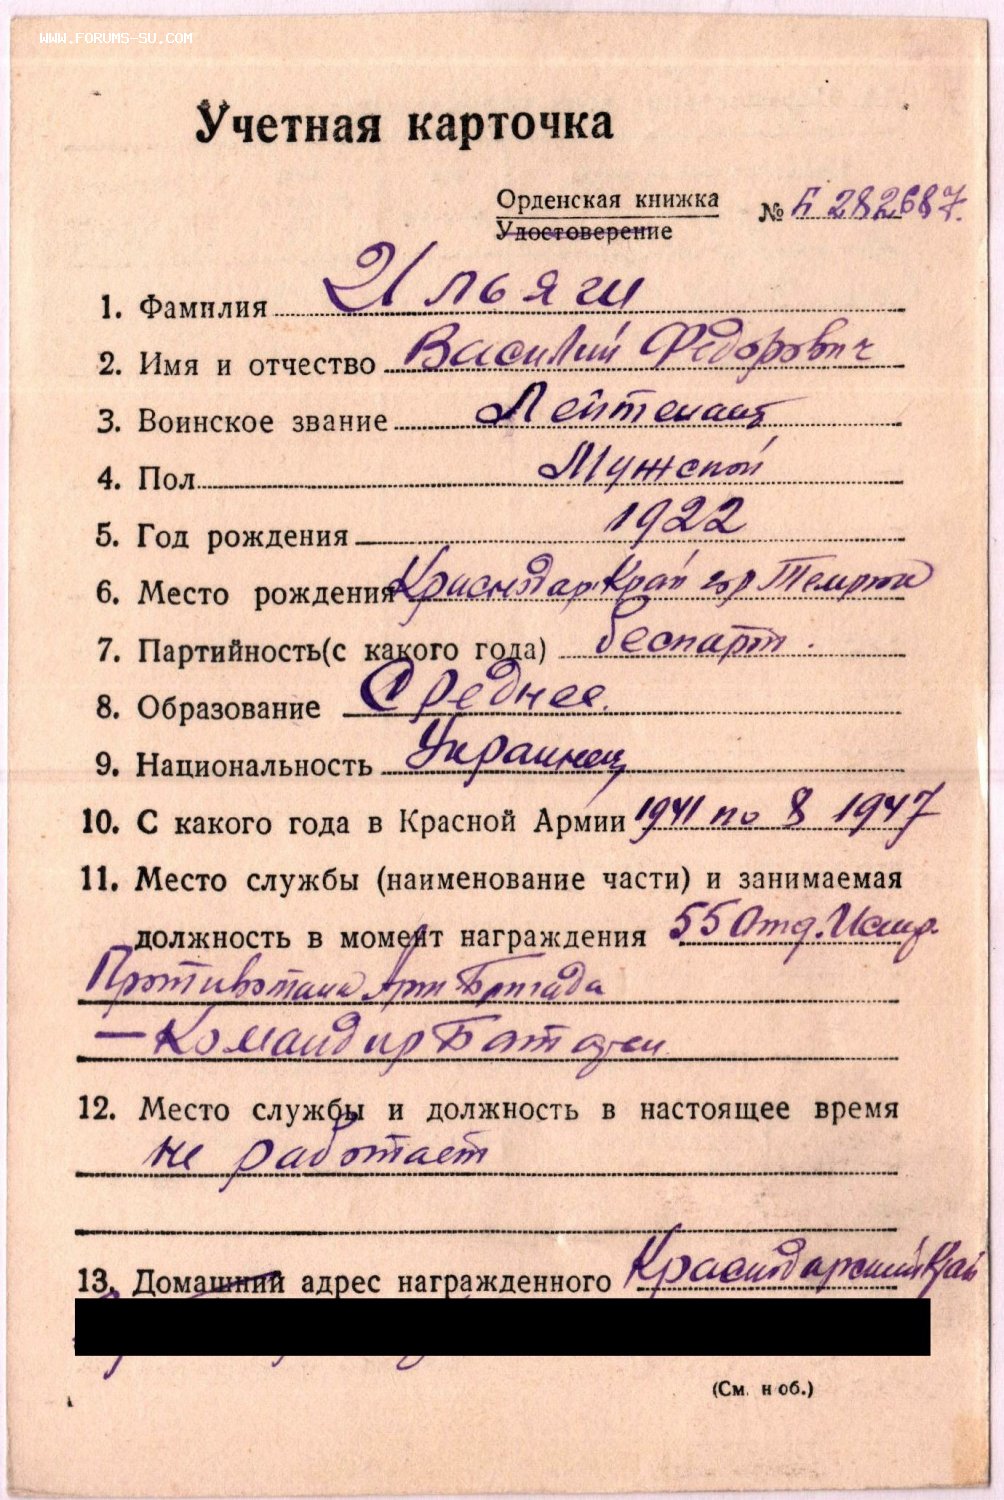 WWW.FORUMS-SU.COM
Учетная карточка
Орденская книжка № Б 282687.
Удостоверение
1. Фамилия Ильяш
2. Имя и отчество Василий Федорович
3. Воинское звание Лейтенант
4. Пол Мужской
5. Год рождения 1922
6. Место рождения Краснодар. Край гор Темрюк
7. Партийность(с какого года) беспарт.
8. Образование Среднее.
9. Национальность Украинец
10. С какого года в Красной Армии 1941 по 8 1947
11. Место службы (наименование части) и занимаемая
должность в момент награждения 55 Отд. Истр.
Противотанк Арт Бригада
— Командир Батареи
12. Место службы и должность в настоящее время
не работает
13. Домашний адрес награжденного Краснодарский Край
(См. н об.)